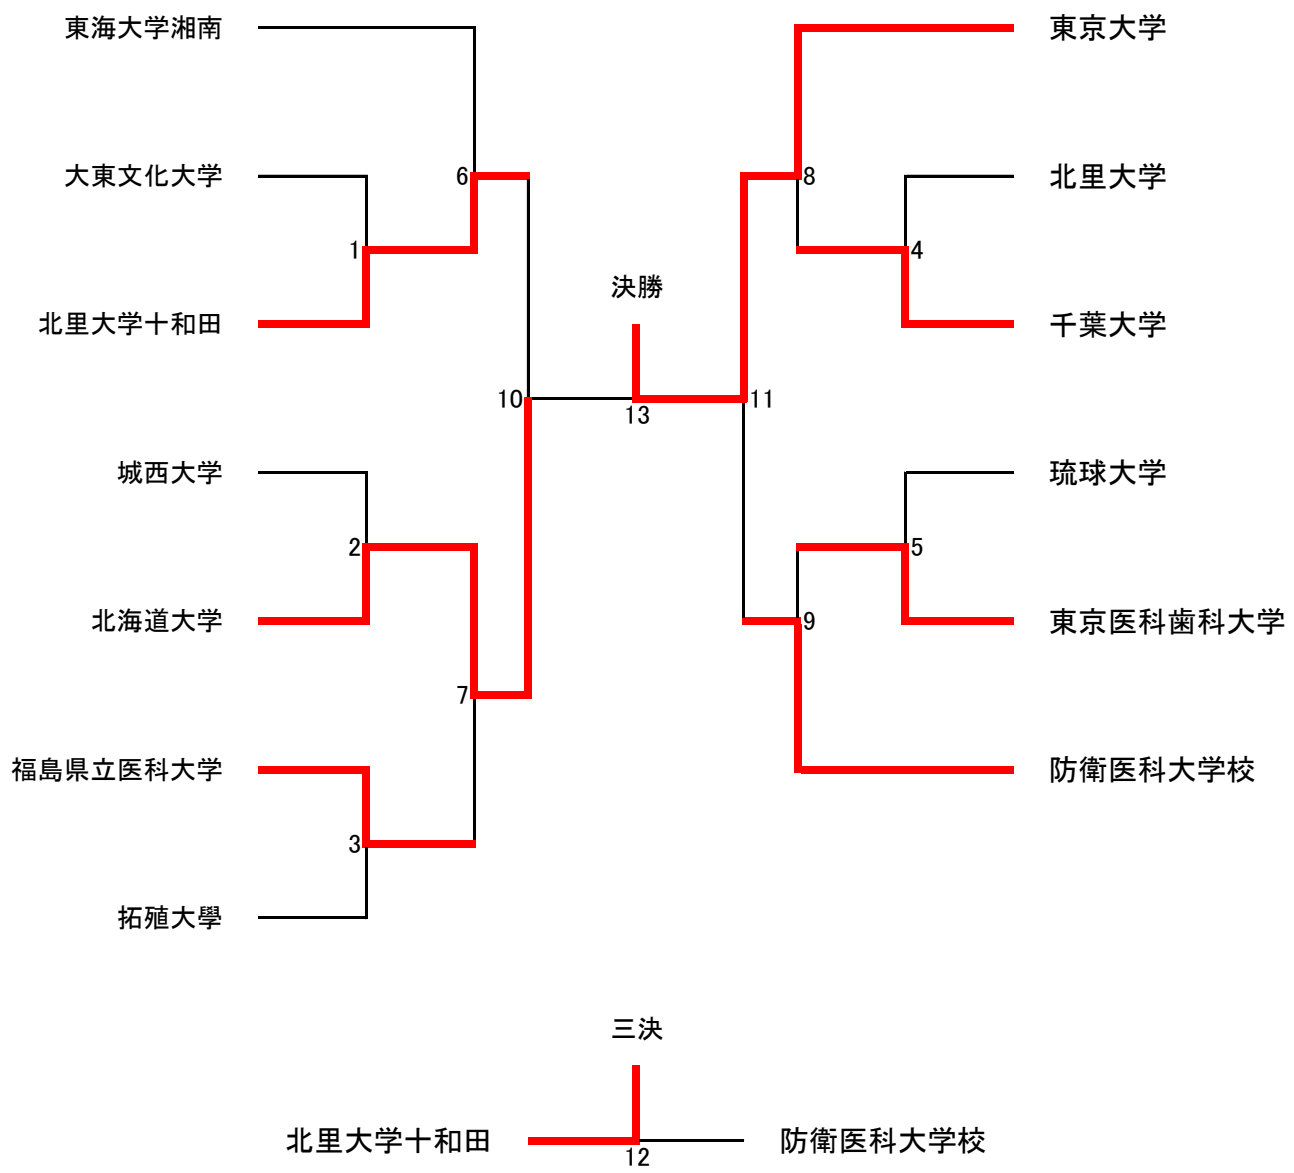 東海大学湘南
東京大学
大東文化大学
6
8
北里大学
1
4
北里大学十和田
決勝
千葉大学
10
13
11
城西大学
琉球大学
2
5
北海道大学
9
東京医科歯科大学
7
福島県立医科大学
防衛医科大学校
3
拓殖大學
三決
北里大学十和田
12
防衛医科大学校